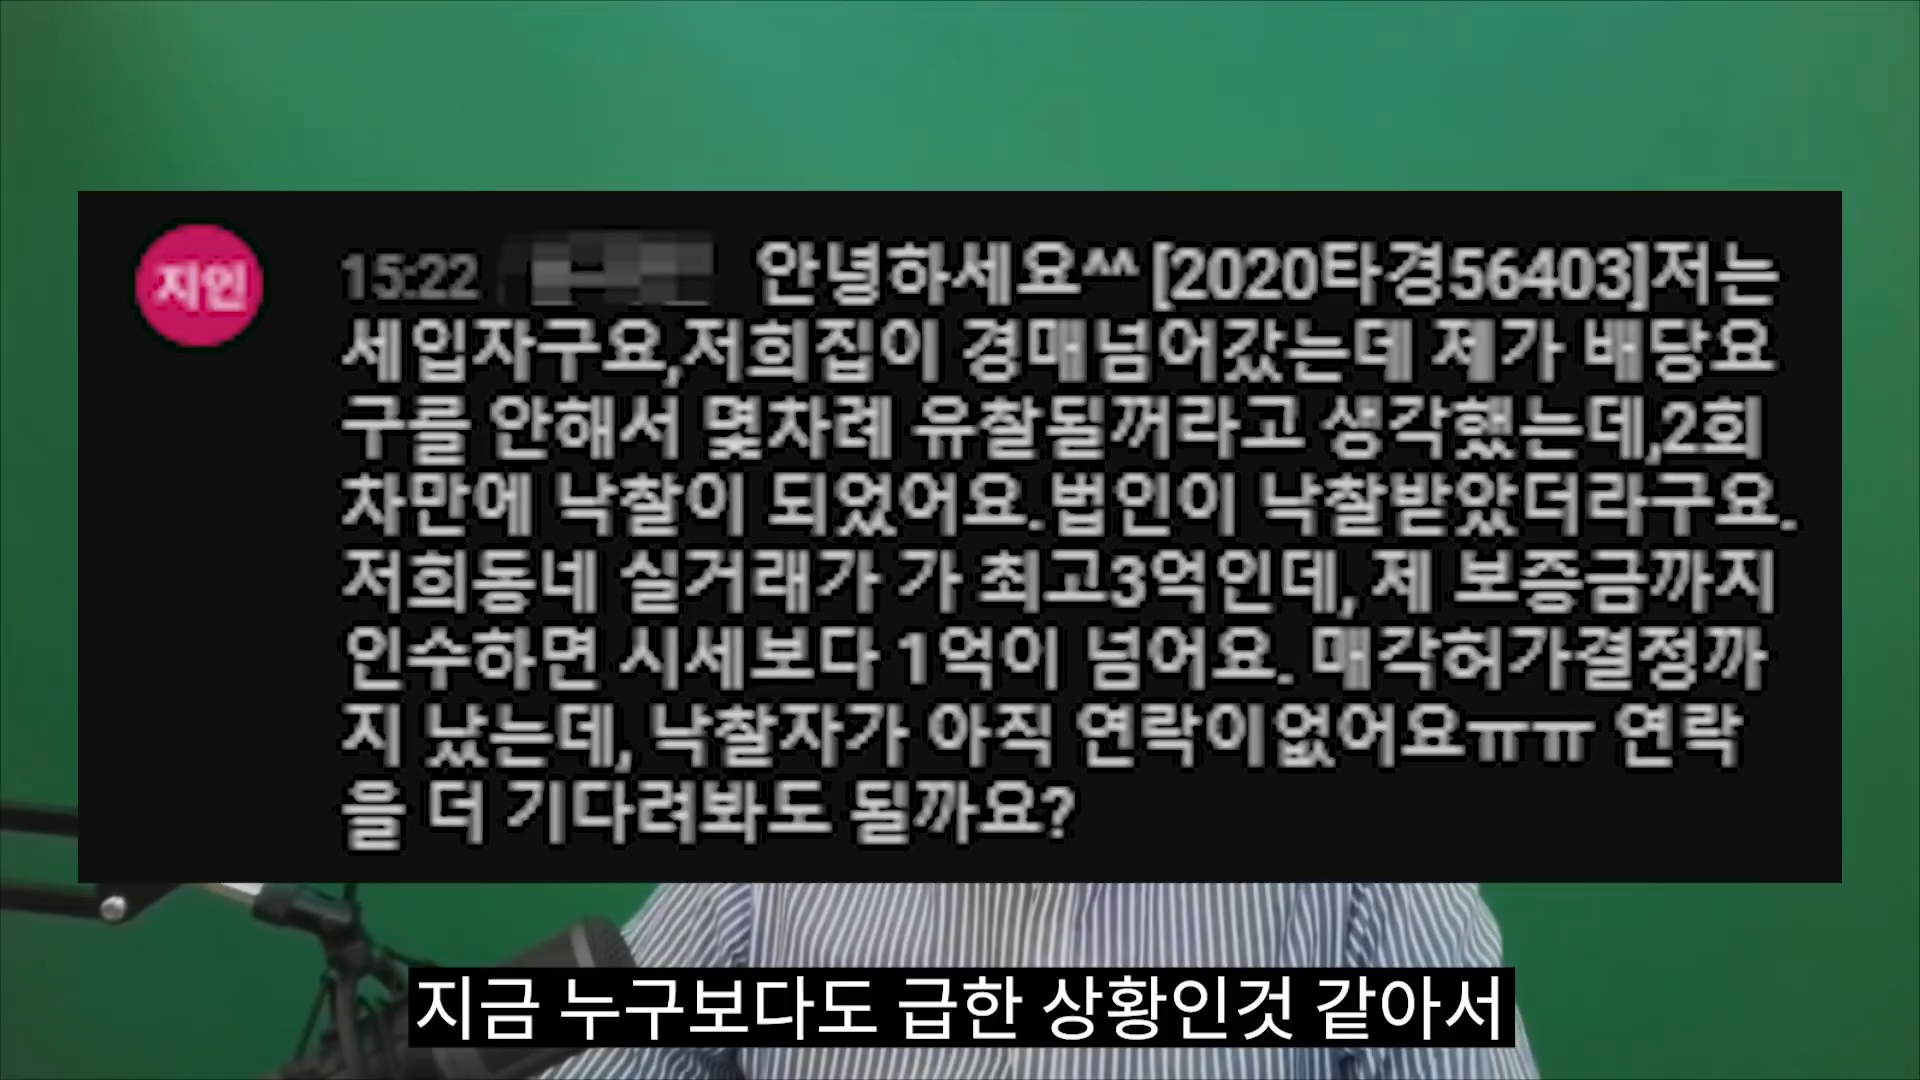 지인
15:22 안녕하세요^^ [2020타경56403]저는
세입자구요,저희집이 경매넘어갔는데 제가 배당요
구를 안해서 몇차례 유찰될꺼라고 생각했는데,2회
차만에 낙찰이 되었어요.법인이 낙찰받았더라구요.
저희동네 실거래가 가 최고3억인데, 제 보증금까지
인수하면 시세보다 1억이 넘어요. 매각허가결정까
지 났는데, 낙찰자가 아직 연락이없어요ㅠㅠ 연락
을 더 기다려봐도 될까요?
지금 누구보다도 급한 상황인것 같아서